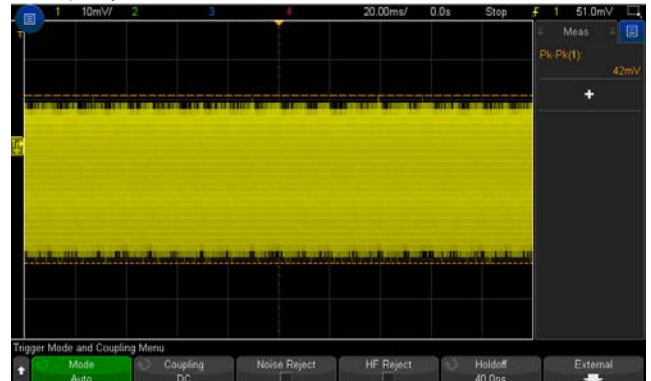 1 10mV/ 2 3 4 20.00ms/ 0.0s Stop 1 51.0mV
Meas
T
Pk-Pk(1):
42mV
+
Trigger Mode and Coupling Menu
Mode Coupling Noise Reject HF Reject Holdoff External
Auto DC 40.0ns